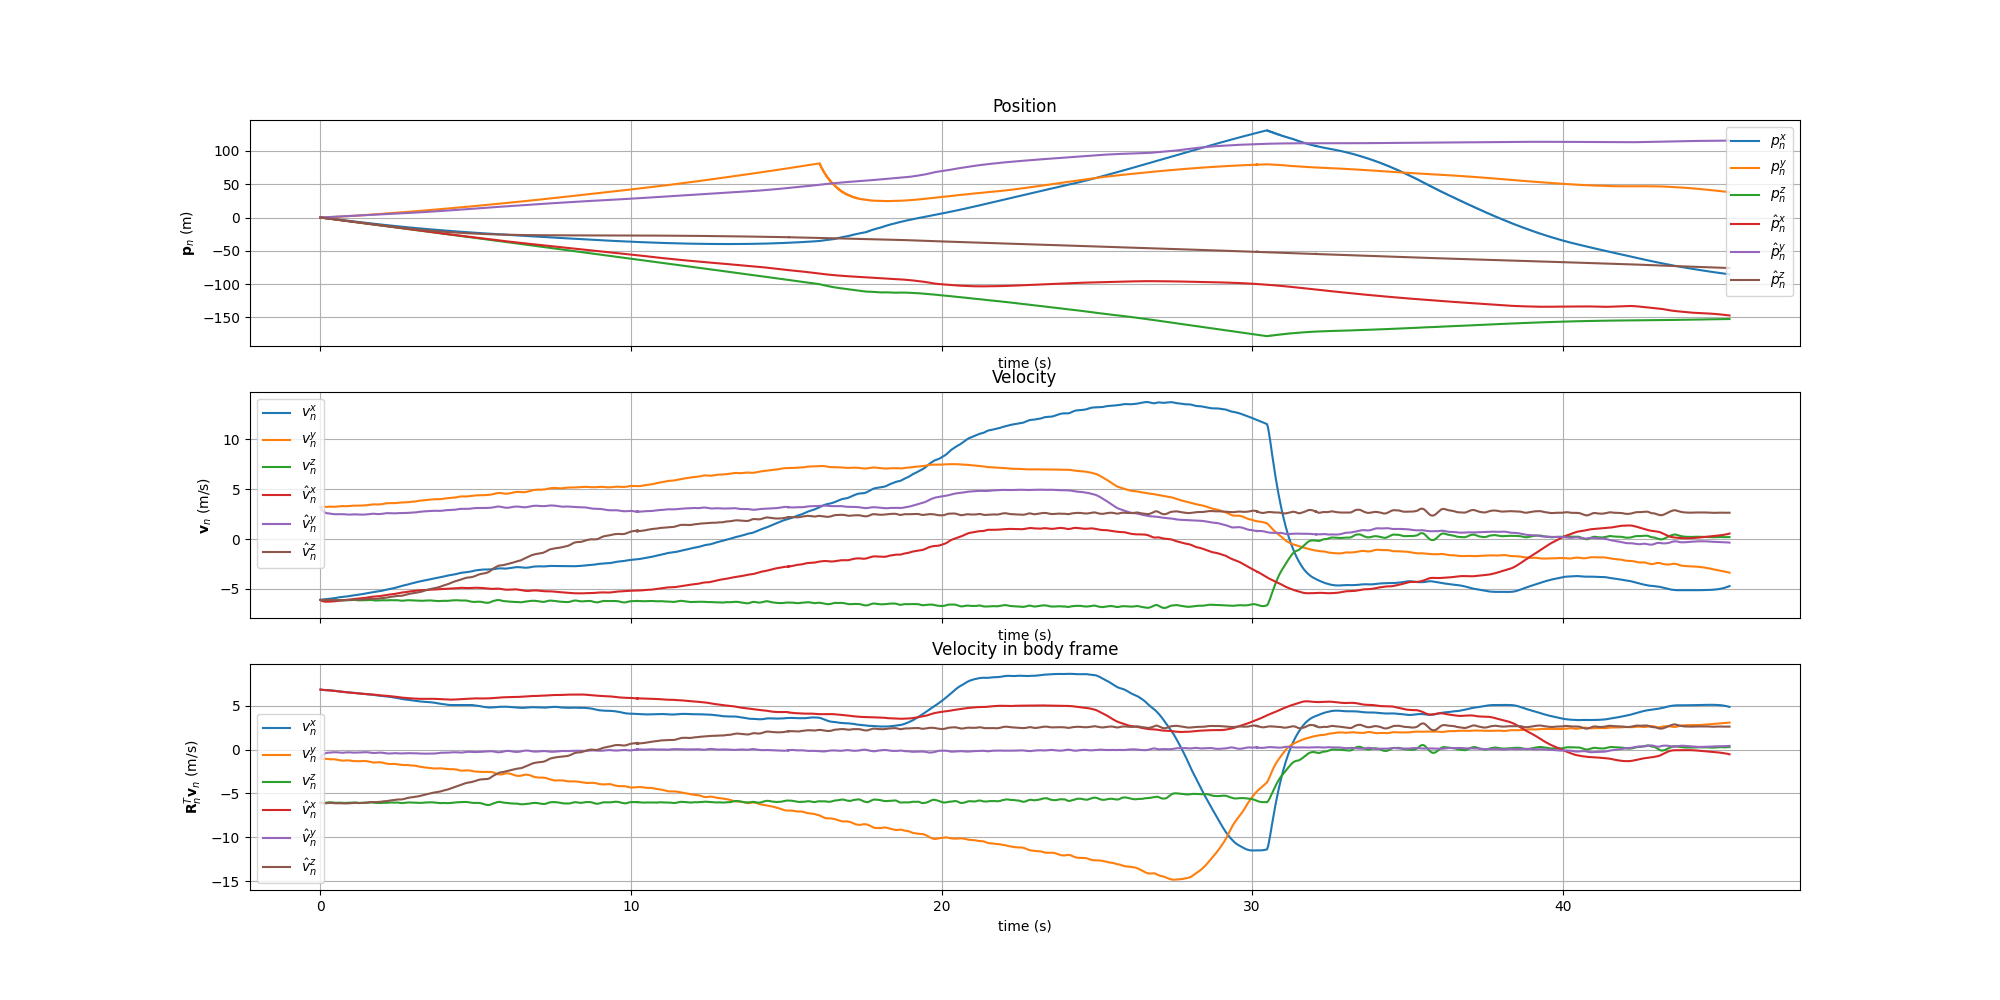 Position
100
50
0
−50
−100
−150
p_n (m)
p_n^x
p_n^y
p_n^z
p̂_n^x
p̂_n^y
p̂_n^z
time (s)
Velocity
10
5
0
−5
v_n (m/s)
v_n^x
v_n^y
v_n^z
v̂_n^x
v̂_n^y
v̂_n^z
time (s)
Velocity in body frame
5
0
−5
−10
−15
R_n^T v_n (m/s)
v_n^x
v_n^y
v_n^z
v̂_n^x
v̂_n^y
v̂_n^z
0 10 20 30 40
time (s)